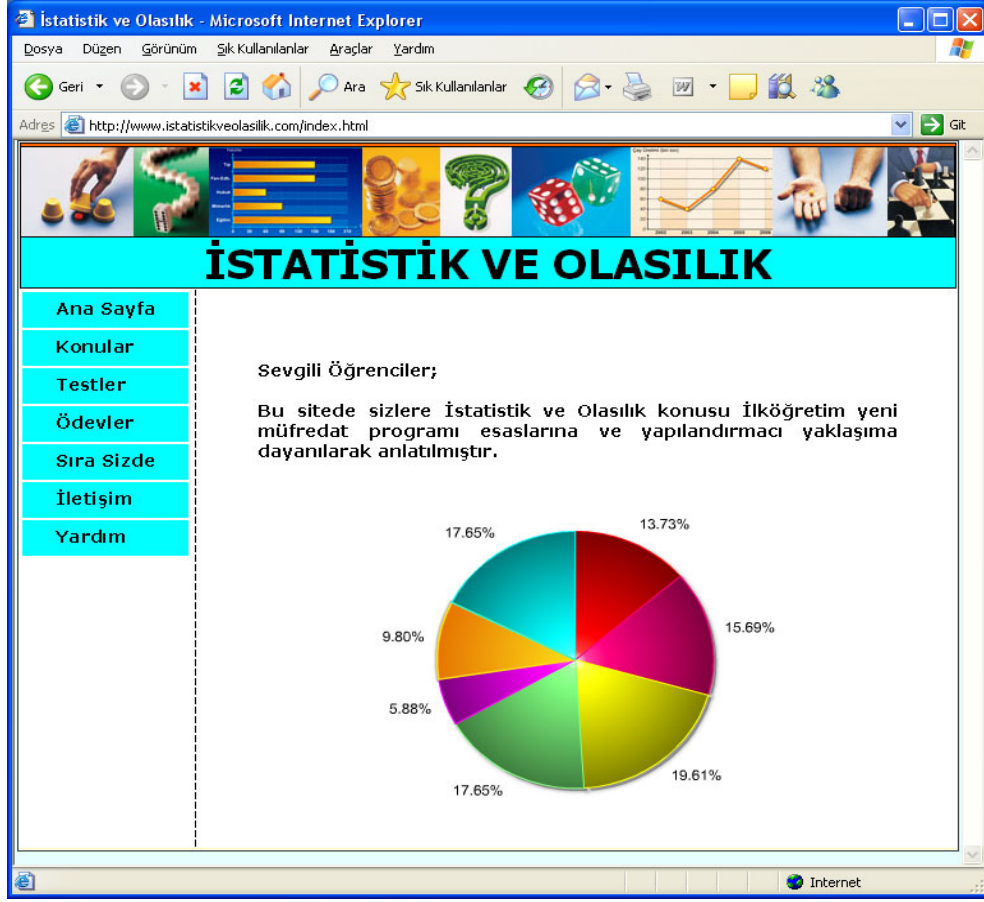 İstatistik ve Olasılık - Microsoft Internet Explorer
Dosya Düzen Görünüm Sık Kullanılanlar Araçlar Yardım
Geri Ara Sık Kullanılanlar
Adres http://www.istatistikveolasilik.com/index.html Git
İSTATİSTİK VE OLASILIK
Ana Sayfa
Konular
Testler
Ödevler
Sıra Sizde
İletişim
Yardım
Sevgili Öğrenciler;
Bu sitede sizlere İstatistik ve Olasılık konusu İlköğretim yeni
müfredat programı esaslarına ve yapılandırmacı yaklaşıma
dayanılarak anlatılmıştır.
17.65%
13.73%
9.80%
15.69%
5.88%
19.61%
17.65%
Internet